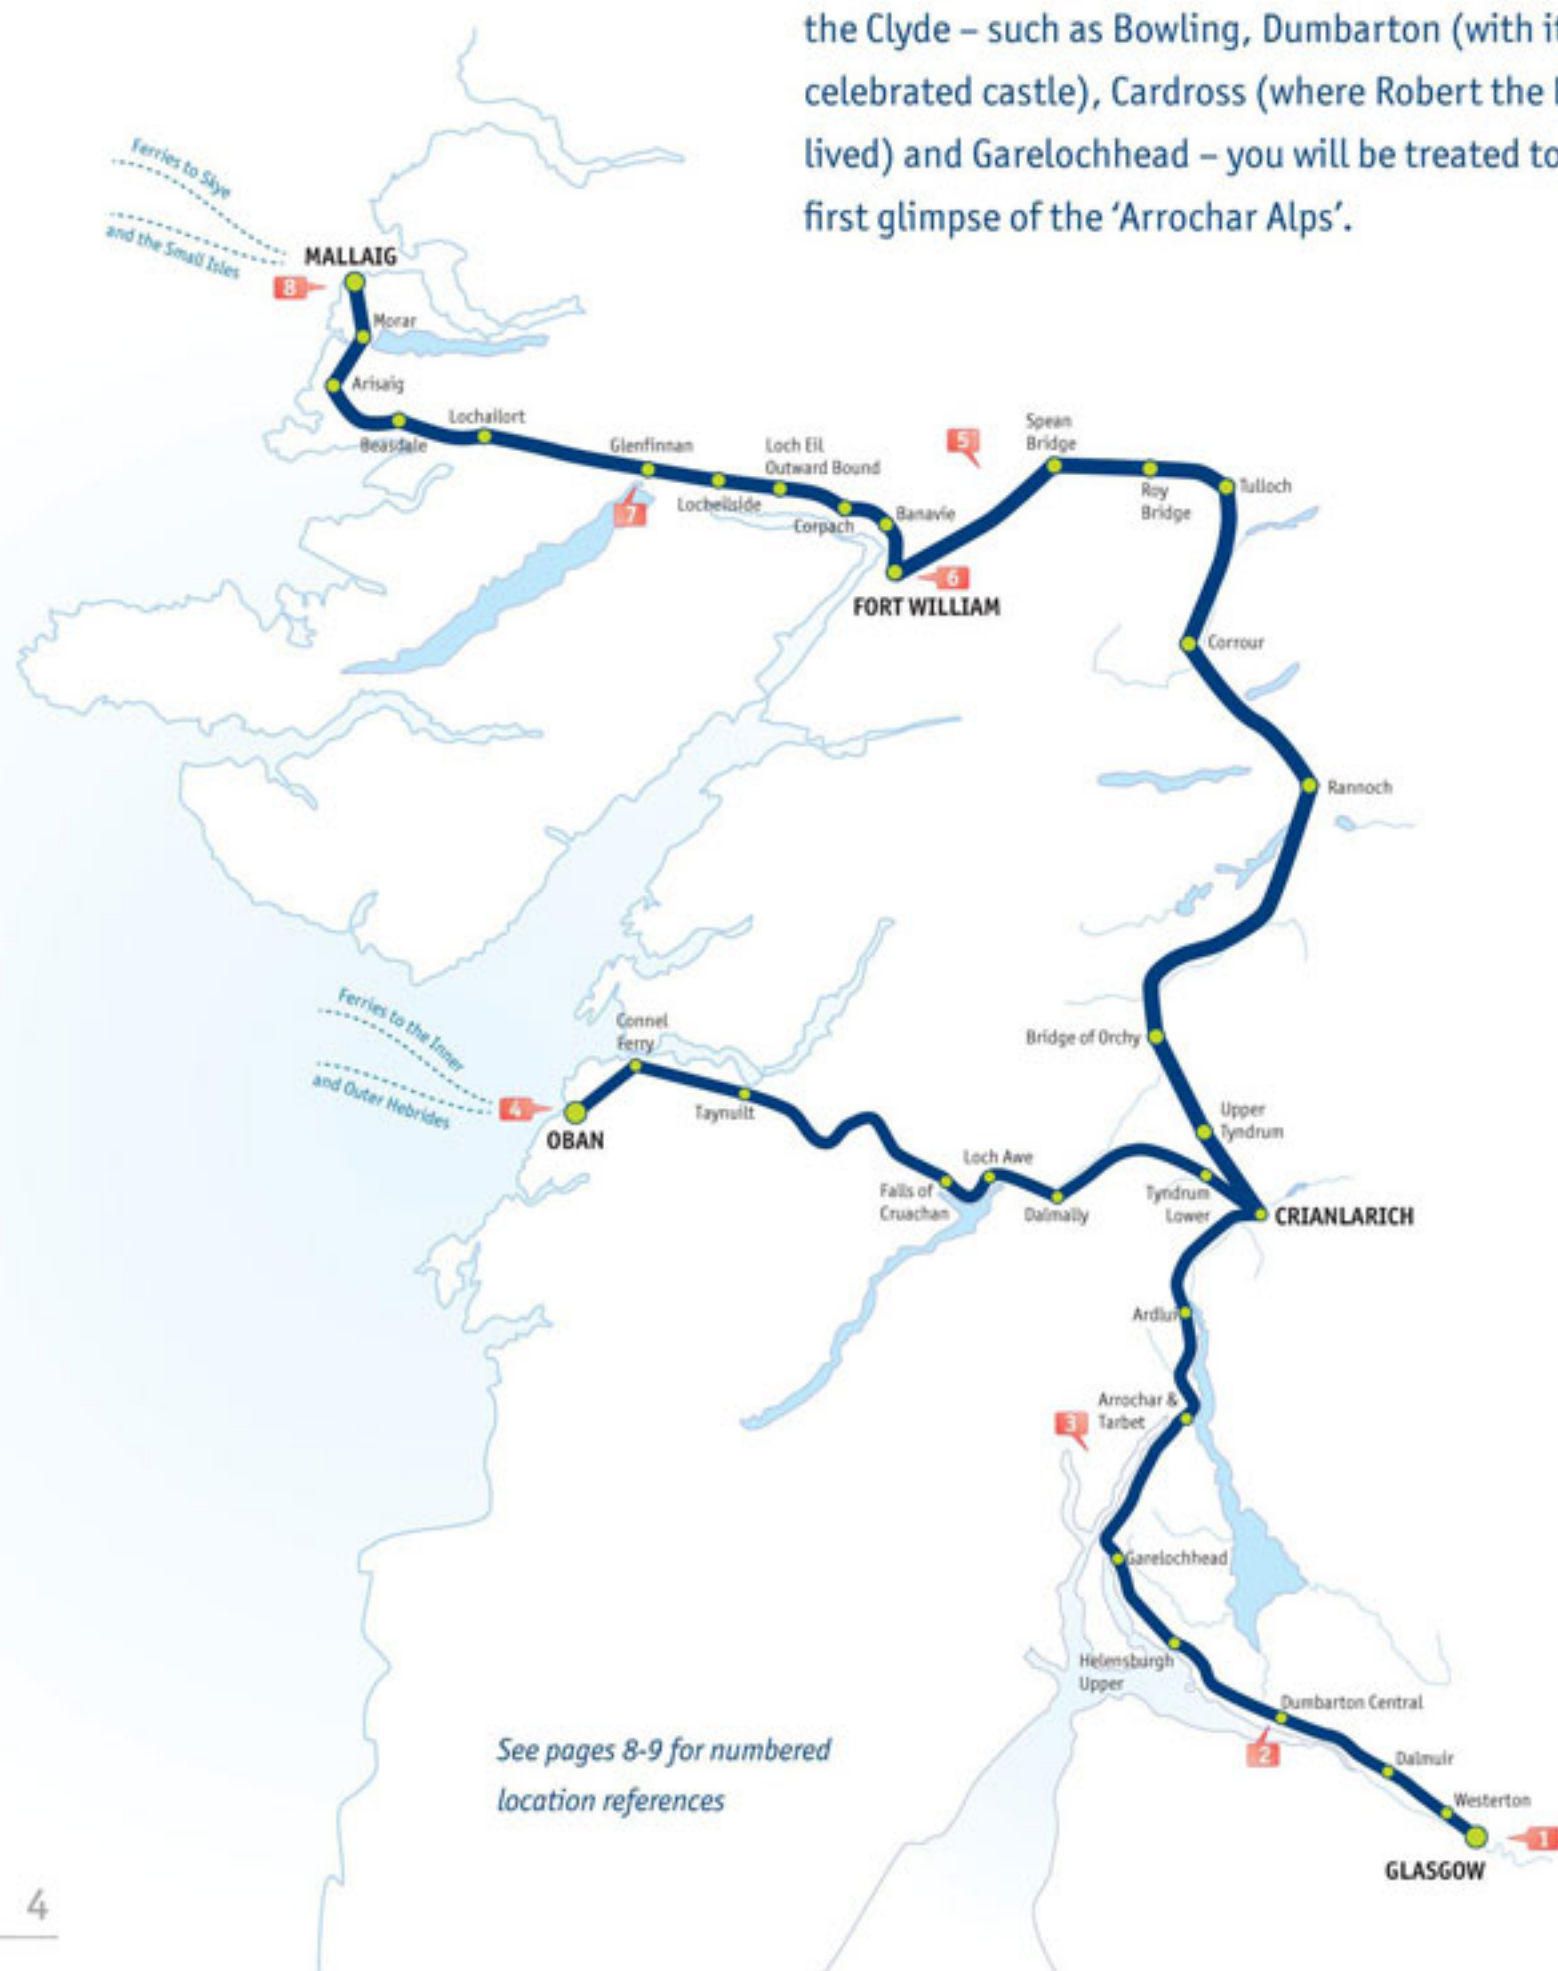 the Clyde – such as Bowling, Dumbarton (with
celebrated castle), Cardross (where Robert the
lived) and Garelochhead – you will be treated to
first glimpse of the ‘Arrochar Alps’.
Ferries to Skye
and the Small Isles
MALLAIG
8
Morar
Arisaig
Beasdale
Lochailort
Glenfinnan
7
Locheilside
Loch Eil
Outward Bound
Corpach
Banavie
6
FORT WILLIAM
5
Spean
Bridge
Roy
Bridge
Tulloch
Corrour
Rannoch
Bridge of Orchy
Upper
Tyndrum
Ferries to the Inner
and Outer Hebrides
4
OBAN
Connel
Ferry
Taynuilt
Falls of
Cruachan
Loch Awe
Dalmally
Tyndrum
Lower
CRIANLARICH
Ardlui
Arrochar &
Tarbet
3
Garelochhead
Helensburgh
Upper
Dumbarton Central
2
Dalmuir
Westerton
1
GLASGOW
See pages 8-9 for numbered
location references
4